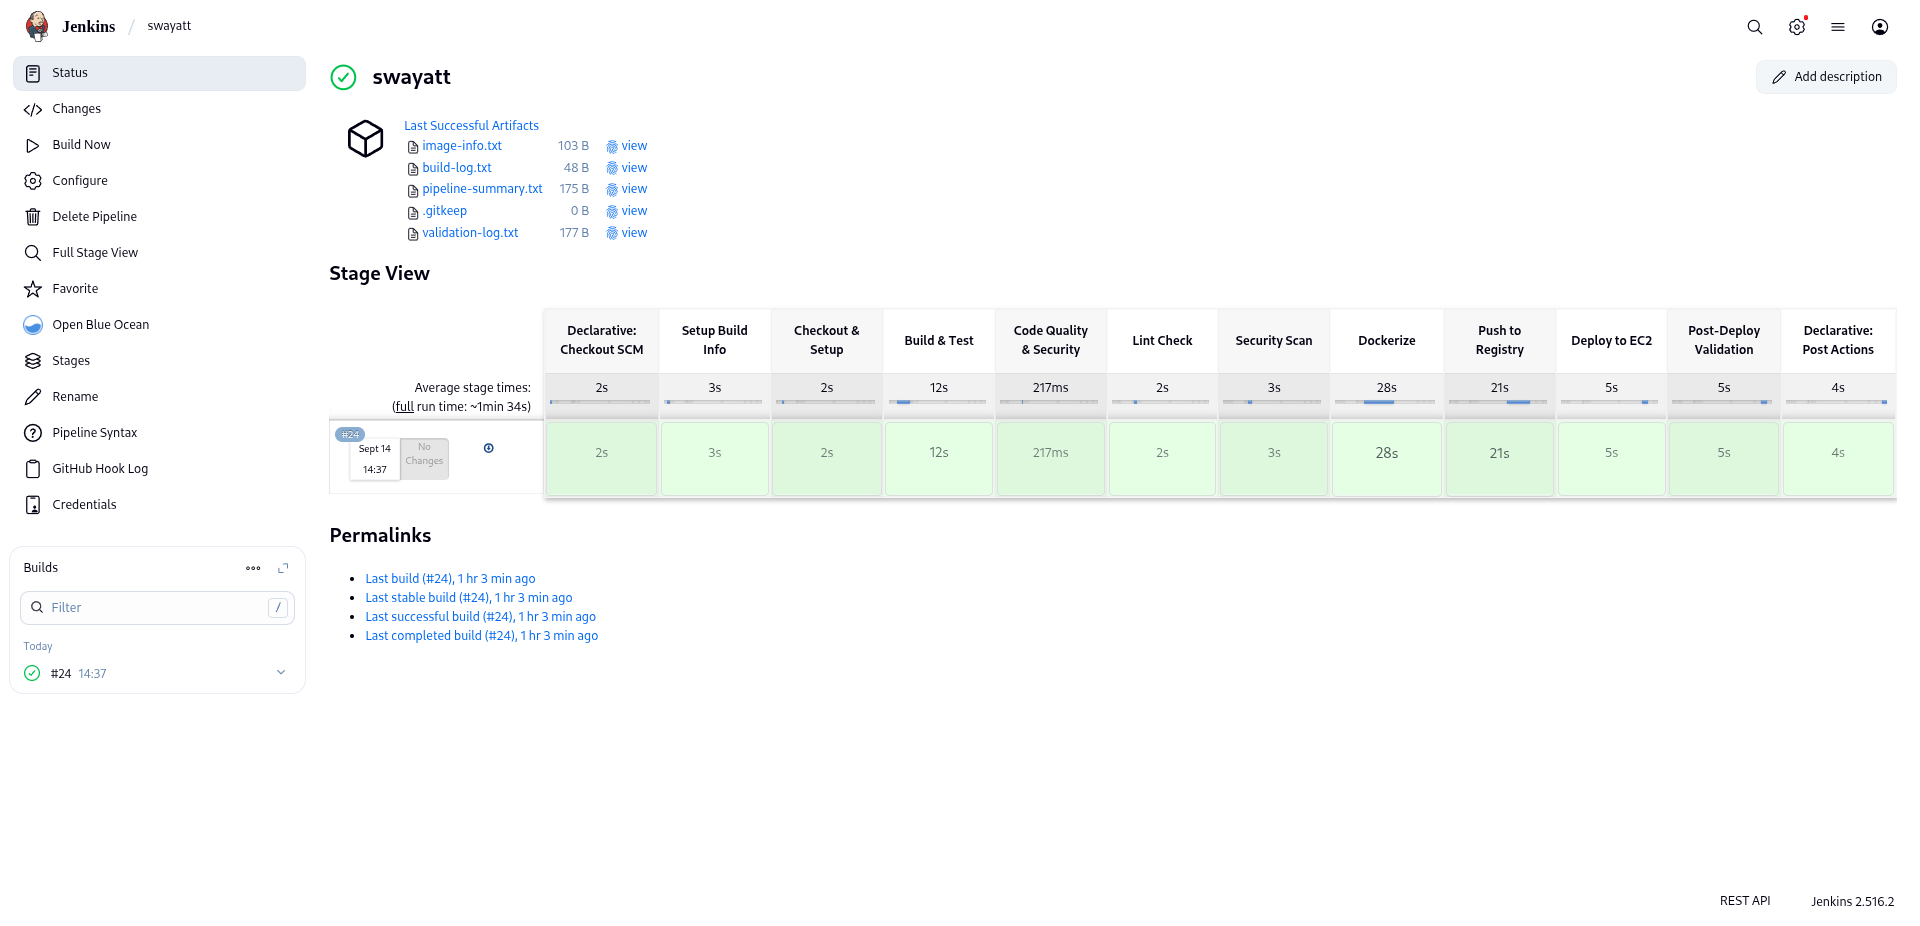 Jenkins / swayatt
Status
Changes
Build Now
Configure
Delete Pipeline
Full Stage View
Favorite
Open Blue Ocean
Stages
Rename
Pipeline Syntax
GitHub Hook Log
Credentials
Builds
Filter /
Today
#24 14:37
swayatt
Add description
Last Successful Artifacts
image-info.txt 103 B view
build-log.txt 48 B view
pipeline-summary.txt 175 B view
.gitkeep 0 B view
validation-log.txt 177 B view
Stage View
Declarative: Setup Build Checkout & Build & Test Code Quality Lint Check Security Scan Dockerize Push to Deploy to EC2 Post-Deploy Declarative:
Checkout SCM Info Setup & Security Registry Validation Post Actions
Average stage times: 2s 3s 2s 12s 217ms 2s 3s 28s 21s 5s 5s 4s
(full run time: ~1min 34s)
#24
Sept 14 No
14:37 Changes
2s 3s 2s 12s 217ms 2s 3s 28s 21s 5s 5s 4s
Permalinks
Last build (#24), 1 hr 3 min ago
Last stable build (#24), 1 hr 3 min ago
Last successful build (#24), 1 hr 3 min ago
Last completed build (#24), 1 hr 3 min ago
REST API Jenkins 2.516.2